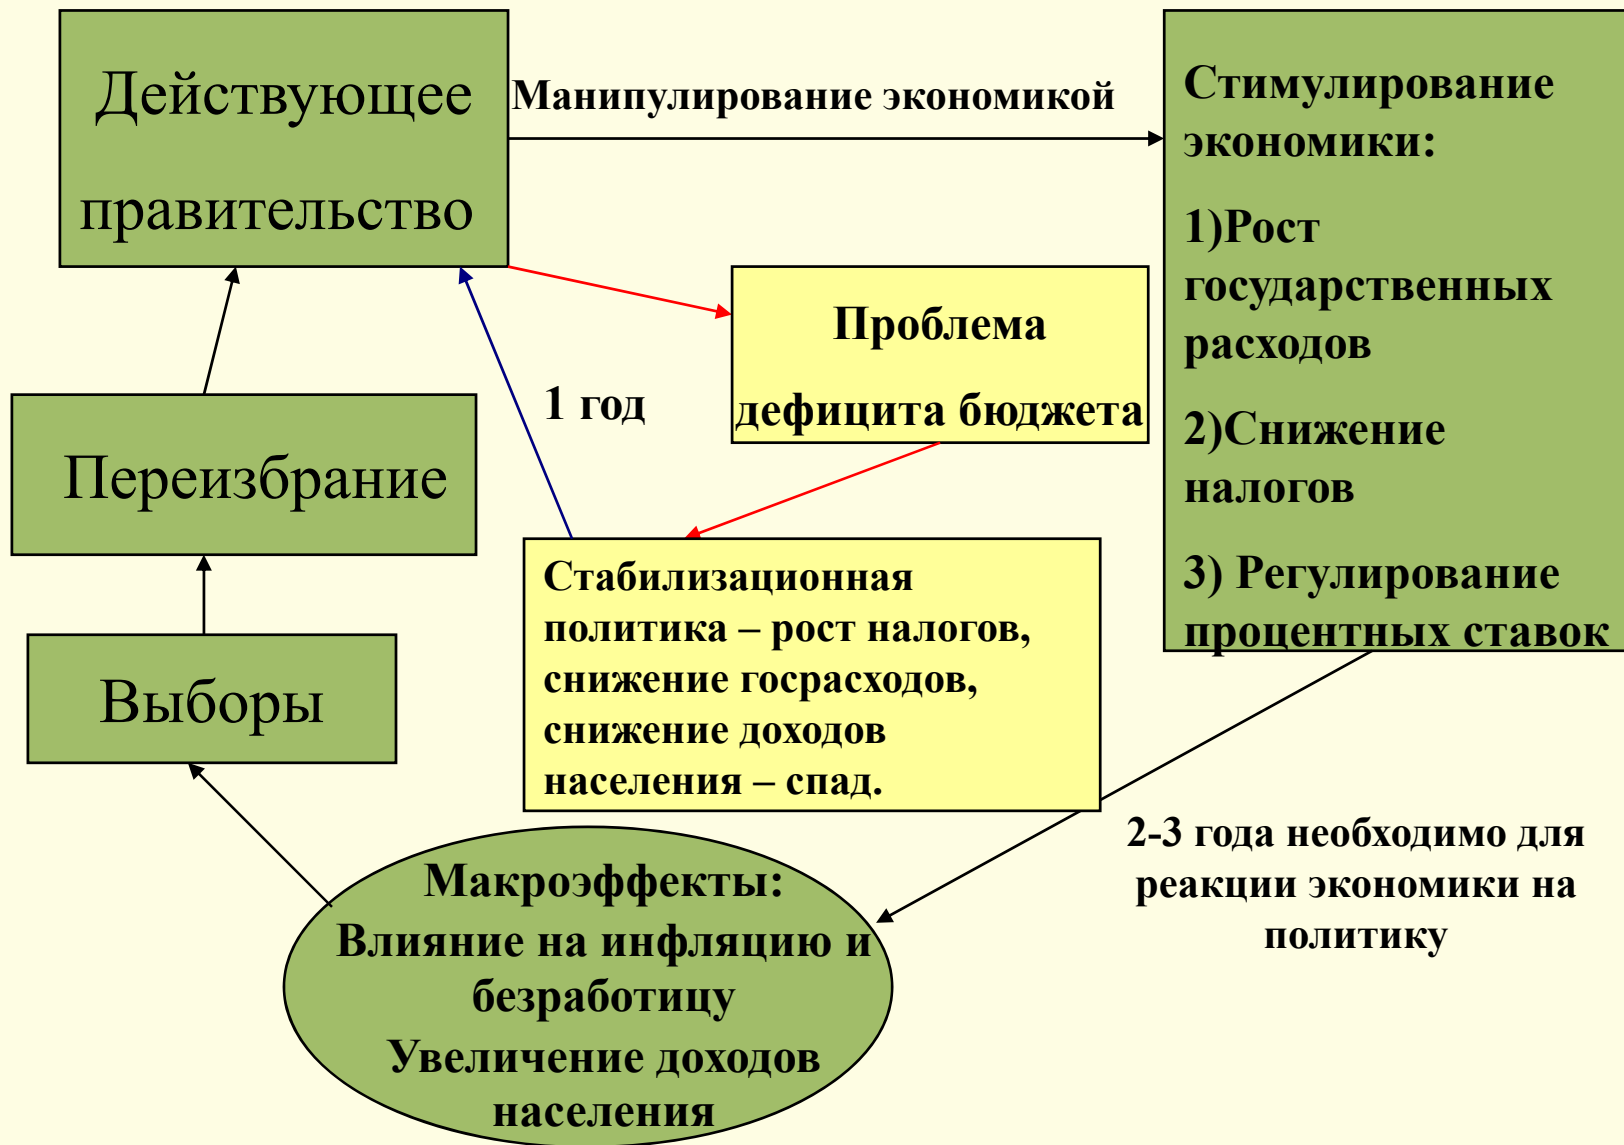 Действующее
правительство
Манипулирование экономикой
Стимулирование
экономики:
1)Рост
государственных
расходов
2)Снижение
налогов
3) Регулирование
процентных ставок
Проблема
дефицита бюджета
1 год
Переизбрание
Стабилизационная
политика – рост налогов,
снижение госрасходов,
снижение доходов
населения – спад.
Выборы
2-3 года необходимо для
реакции экономики на
политику
Макроэффекты:
Влияние на инфляцию и
безработицу
Увеличение доходов
населения